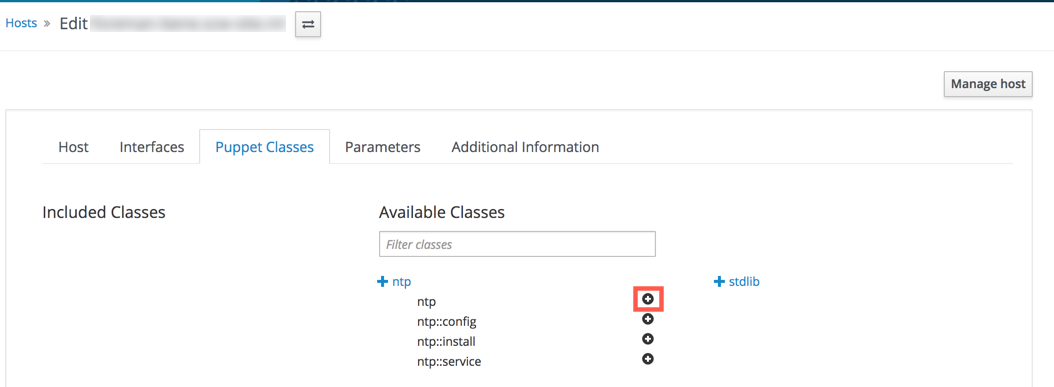 Hosts » Edit
Manage host
Host Interfaces Puppet Classes Parameters Additional Information
Included Classes Available Classes
Filter classes
ntp stdlib
ntp
ntp::config
ntp::install
ntp::service